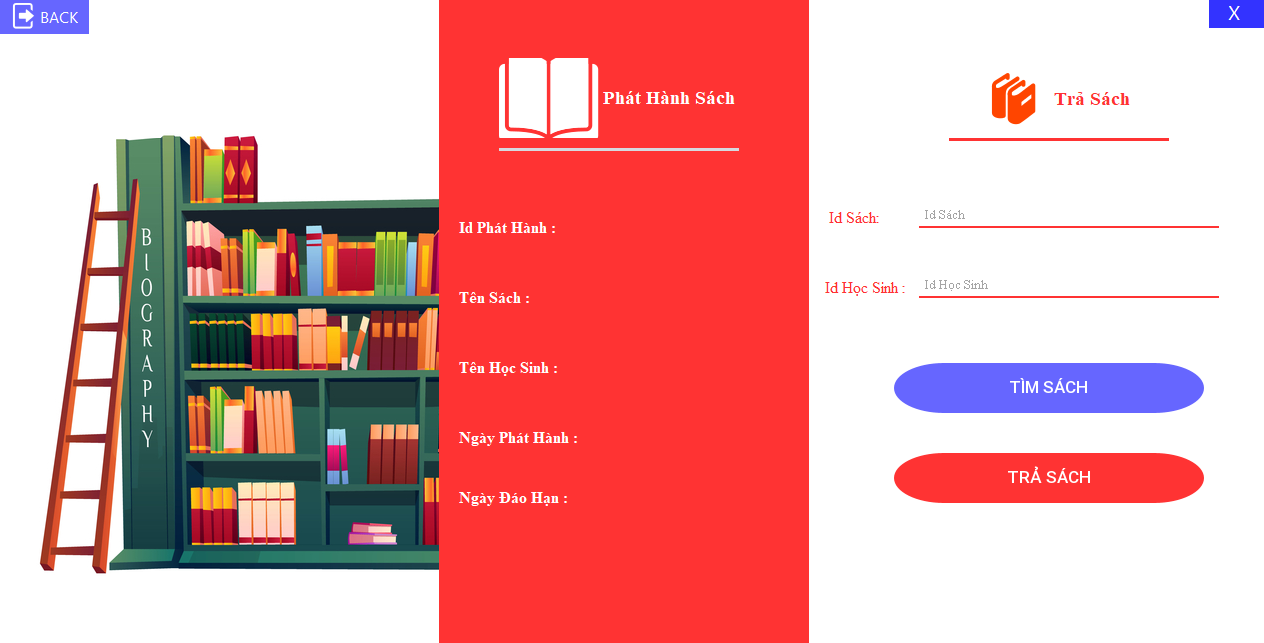 BACK
BIOGRAPHY
Phát Hành Sách
Id Phát Hành :
Tên Sách :
Tên Học Sinh :
Ngày Phát Hành :
Ngày Đáo Hạn :
X
Trả Sách
Id Sách:
Id Sách
Id Học Sinh :
Id Học Sinh
TÌM SÁCH
TRẢ SÁCH